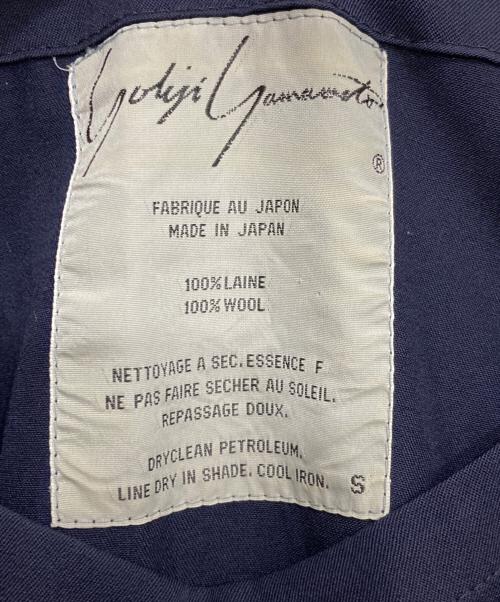 Yohji Yamamoto
®
FABRIQUE AU JAPON
MADE IN JAPAN
100% LAINE
100% WOOL
NETTOYAGE A SEC. ESSENCE F
NE PAS FAIRE SECHER AU SOLEIL.
REPASSAGE DOUX.
DRYCLEAN PETROLEUM.
LINE DRY IN SHADE. COOL IRON. S